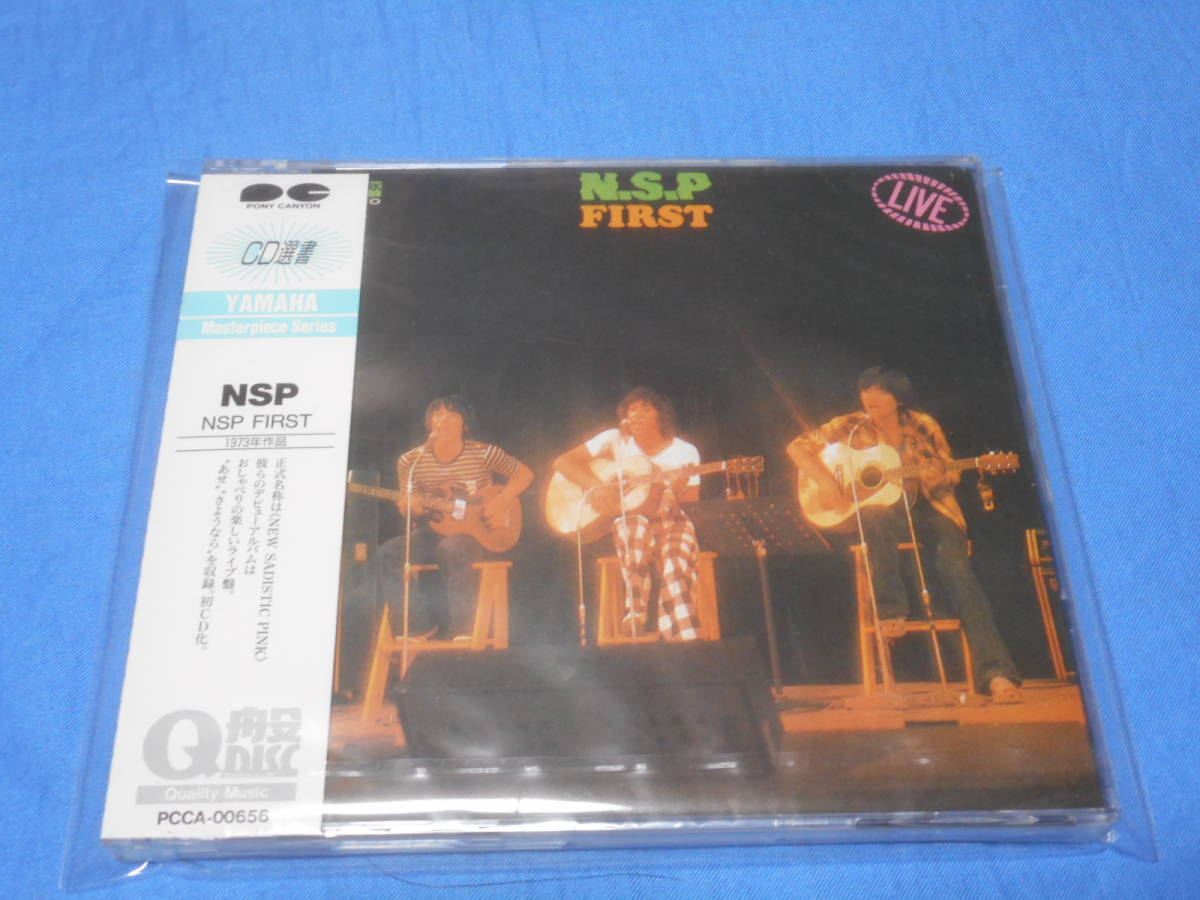 PONY CANYON
CD選書
YAMAHA
Masterpiece Series
NSP
NSP FIRST
1973年作品
正式名称は《NEW SADISTIC PINK》
彼らのデビューアルバムは
おしゃべりの楽しいライブ盤。
“あせ”“さようなら”を収録。初CD化。
Q盤
DISC
Quality Music
PCCA-00656
N.S.P
FIRST
LIVE